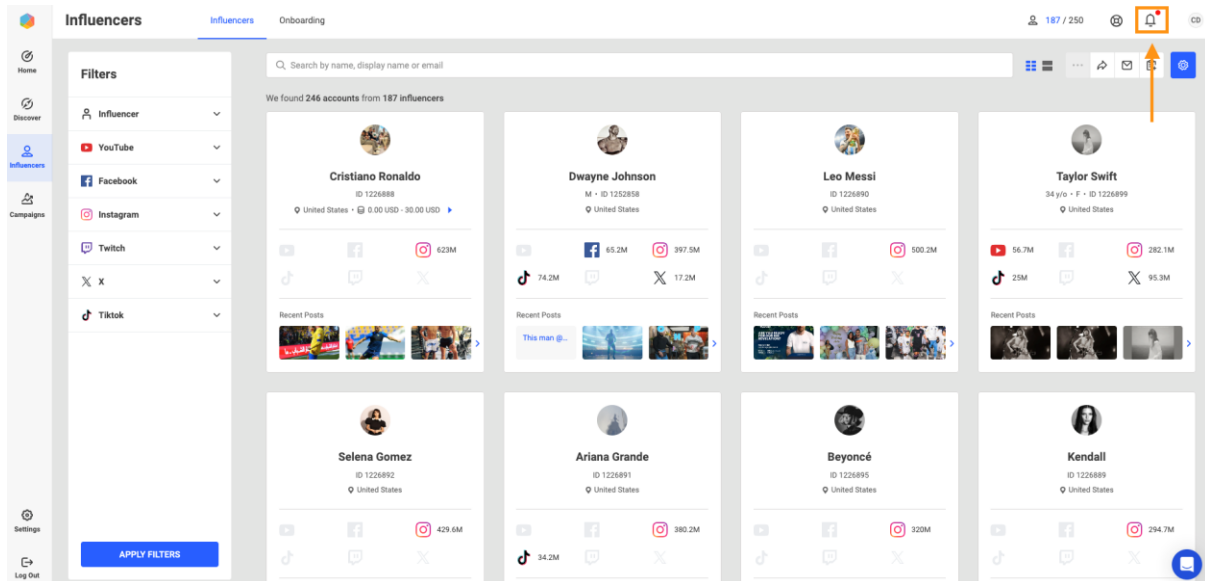 Influencers
Influencers
Onboarding
187 / 250
CD
Home
Discover
Influencers
Campaigns
Settings
Log Out
Filters
Influencer
YouTube
Facebook
Instagram
Twitch
X
Tiktok
APPLY FILTERS
Search by name, display name or email
We found 246 accounts from 187 influencers
Cristiano Ronaldo
ID 1226888
United States • 0.00 USD - 30.00 USD
623M
Recent Posts
Dwayne Johnson
M • ID 1252858
United States
65.2M
397.5M
74.2M
17.2M
Recent Posts
This man @...
Leo Messi
ID 1226890
United States
500.2M
Recent Posts
Taylor Swift
34 y/o • F • ID 1226899
United States
56.7M
282.1M
25M
95.3M
Recent Posts
Selena Gomez
ID 1226892
United States
429.6M
Ariana Grande
ID 1226891
United States
380.2M
34.2M
Beyoncé
ID 1226895
United States
320M
Kendall
ID 1226889
United States
294.7M